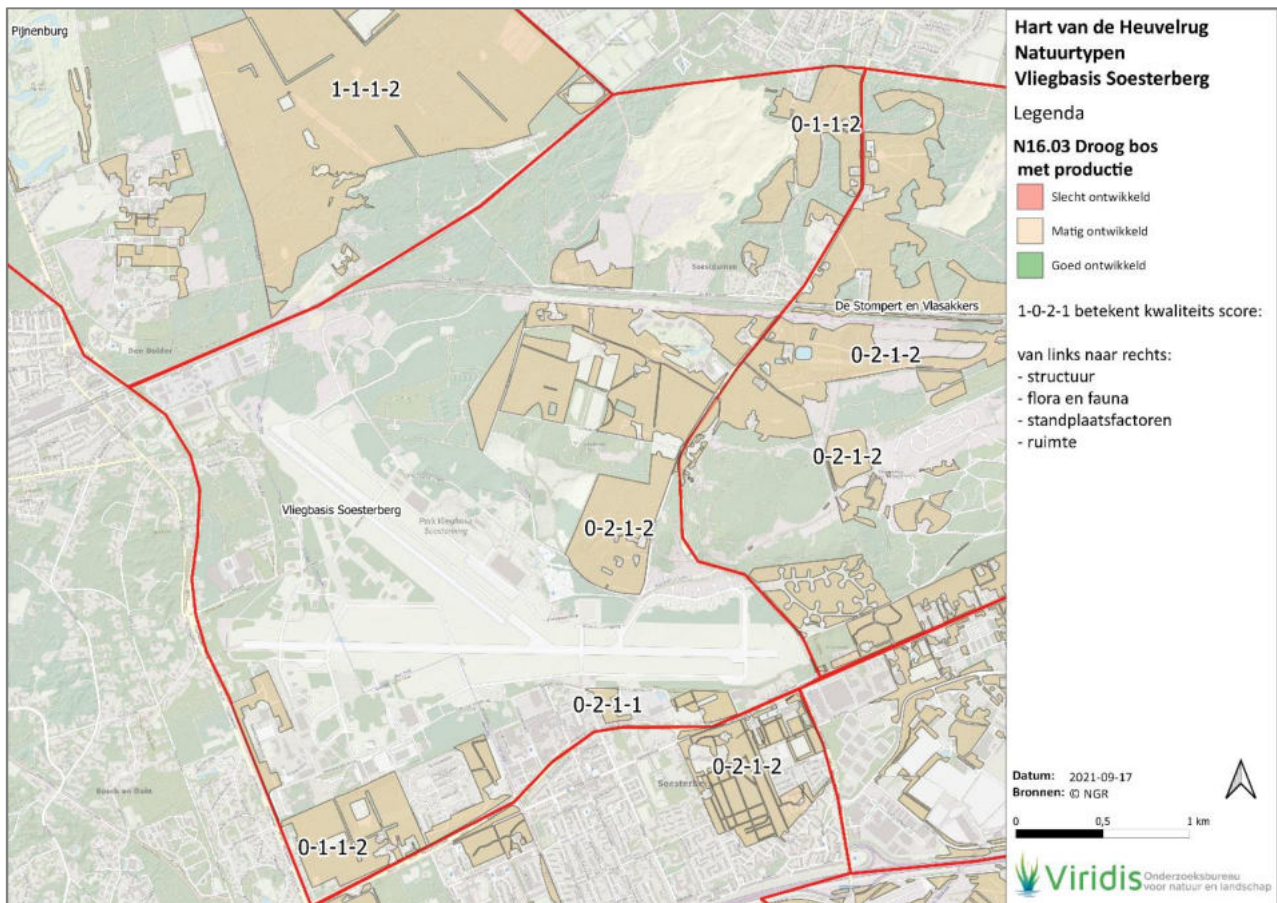 Pijnenburg
1-1-1-2
0-1-1-2
Soesterduinen
De Stompert en Vlasakkers
Den Dolder
0-2-1-2
0-2-1-2
Vliegbasis Soesterberg
Park Vliegbasis
Soesterberg
0-2-1-2
0-2-1-1
0-2-1-2
Bosch en Duin
0-1-1-2
Hart van de Heuvelrug
Natuurtypen
Vliegbasis Soesterberg
Legenda
N16.03 Droog bos
met productie
Slecht ontwikkeld
Matig ontwikkeld
Goed ontwikkeld
1-0-2-1 betekent kwaliteits score:
van links naar rechts:
- structuur
- flora en fauna
- standplaatsfactoren
- ruimte
Datum: 2021-09-17
Bronnen: © NGR
0 0,5 1 km
Viridis Onderzoeksbureau
voor natuur en landschap